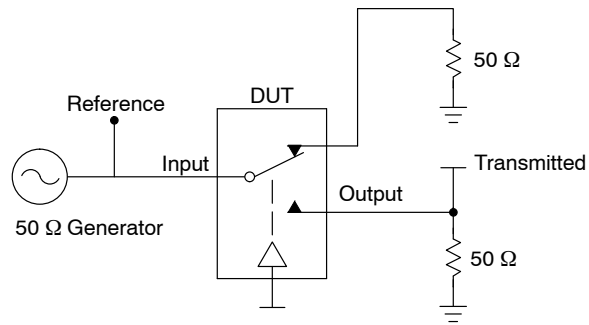 50 Ω
DUT
Reference
Input
Transmitted
Output
50 Ω Generator
50 Ω